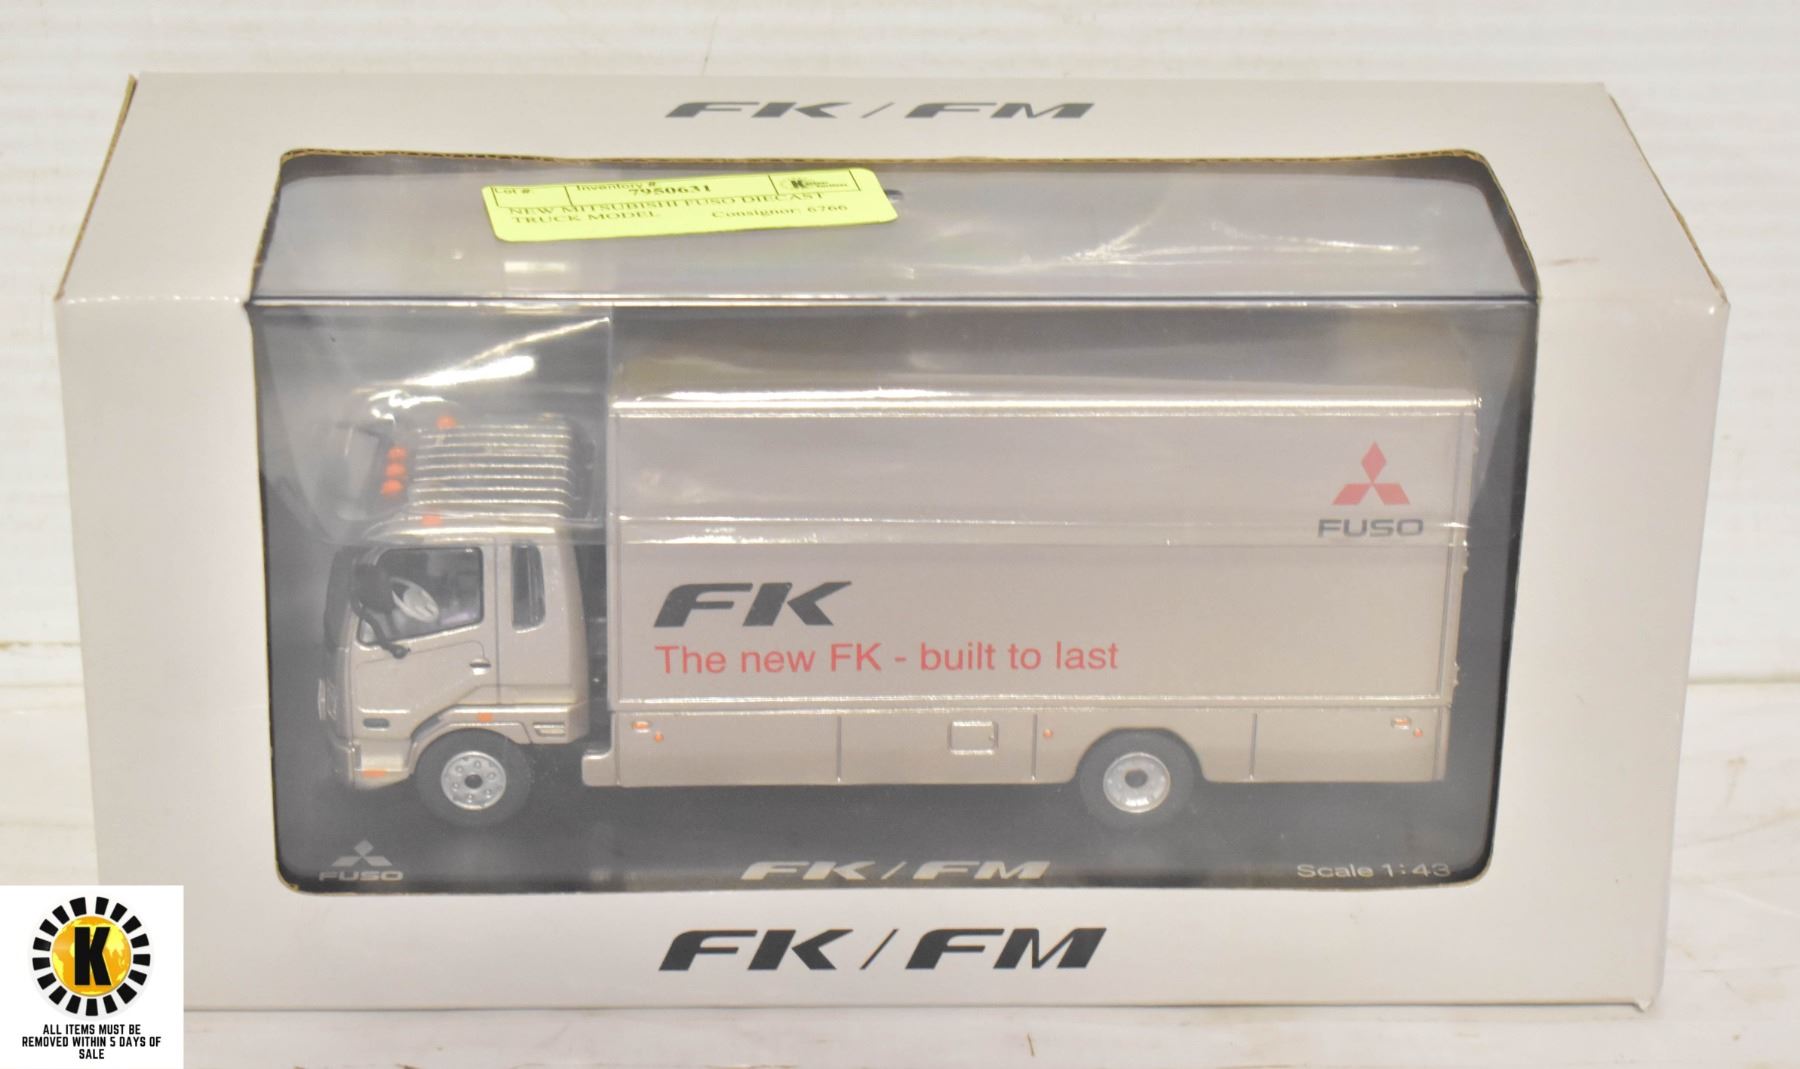 FK/FM
Lot #: Inventory #
7950631
NEW MITSUBISHI FUSO DIECAST
TRUCK MODEL Consignor: 6766
FUSO
FK
The new FK - built to last
FUSO
FK/FM
Scale 1:43
FK/FM
K
ALL ITEMS MUST BE
REMOVED WITHIN 5 DAYS OF
SALE